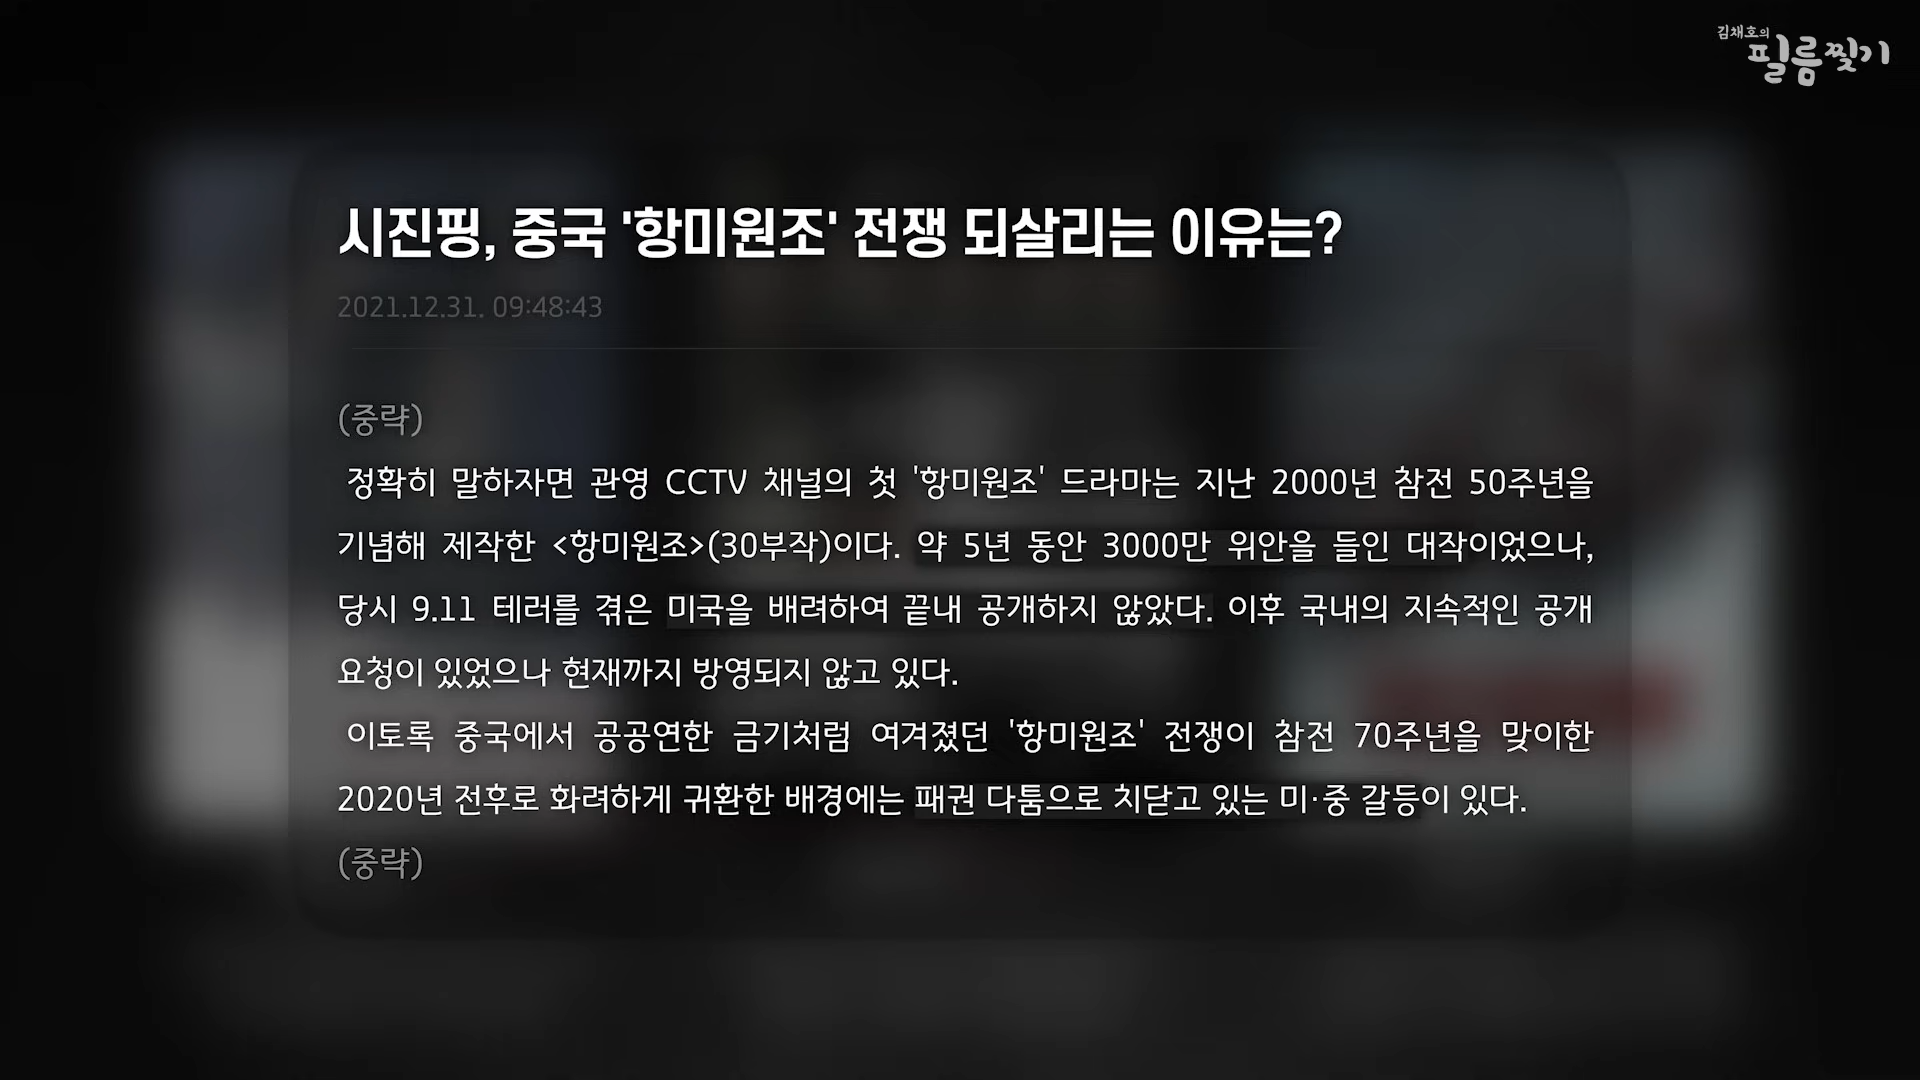 김채호의
필름찢기
시진핑, 중국 '항미원조' 전쟁 되살리는 이유는?
2021.12.31. 09:48:43
(중략)
정확히 말하자면 관영 CCTV 채널의 첫 '항미원조' 드라마는 지난 2000년 참전 50주년을
기념해 제작한 <항미원조>(30부작)이다. 약 5년 동안 3000만 위안을 들인 대작이었으나,
당시 9.11 테러를 겪은 미국을 배려하여 끝내 공개하지 않았다. 이후 국내의 지속적인 공개
요청이 있었으나 현재까지 방영되지 않고 있다.
이토록 중국에서 공공연한 금기처럼 여겨졌던 '항미원조' 전쟁이 참전 70주년을 맞이한
2020년 전후로 화려하게 귀환한 배경에는 패권 다툼으로 치닫고 있는 미·중 갈등이 있다.
(중략)